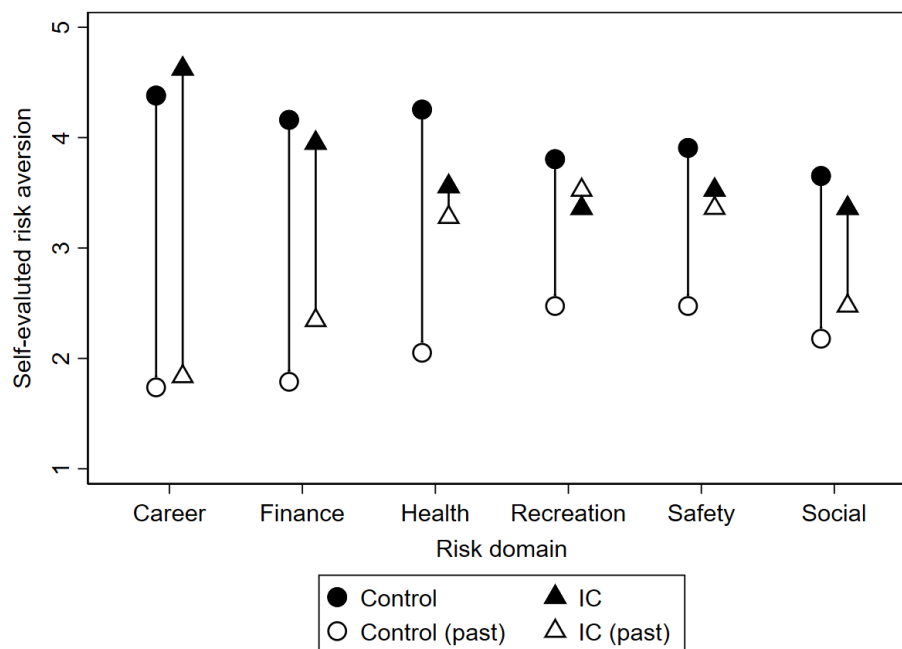 Self-evaluted risk aversion
5
4
3
2
1
Career Finance Health Recreation Safety Social
Risk domain
Control IC
Control (past) IC (past)